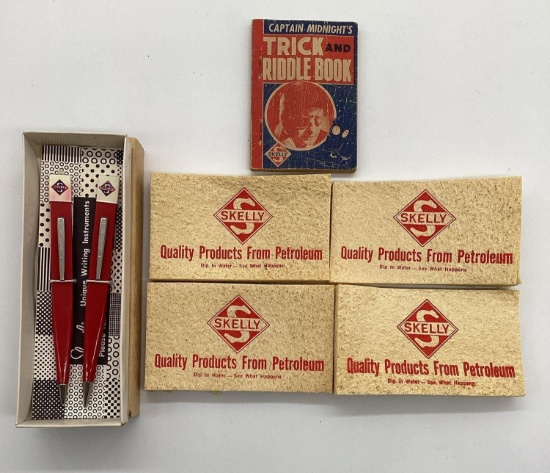 CAPTAIN MIDNIGHT'S
TRICK AND
RIDDLE BOOK
SKELLY
S
S
Unique Writing Instruments
Please
SKELLY
Quality Products From Petroleum
Dip in Water — See What Happens
SKELLY
Quality Products From Petroleum
Dip in Water — See What Happens
SKELLY
Quality Products From Petroleum
Dip in Water — See What Happens
SKELLY
Quality Products From Petroleum
Dip in Water — See What Happens